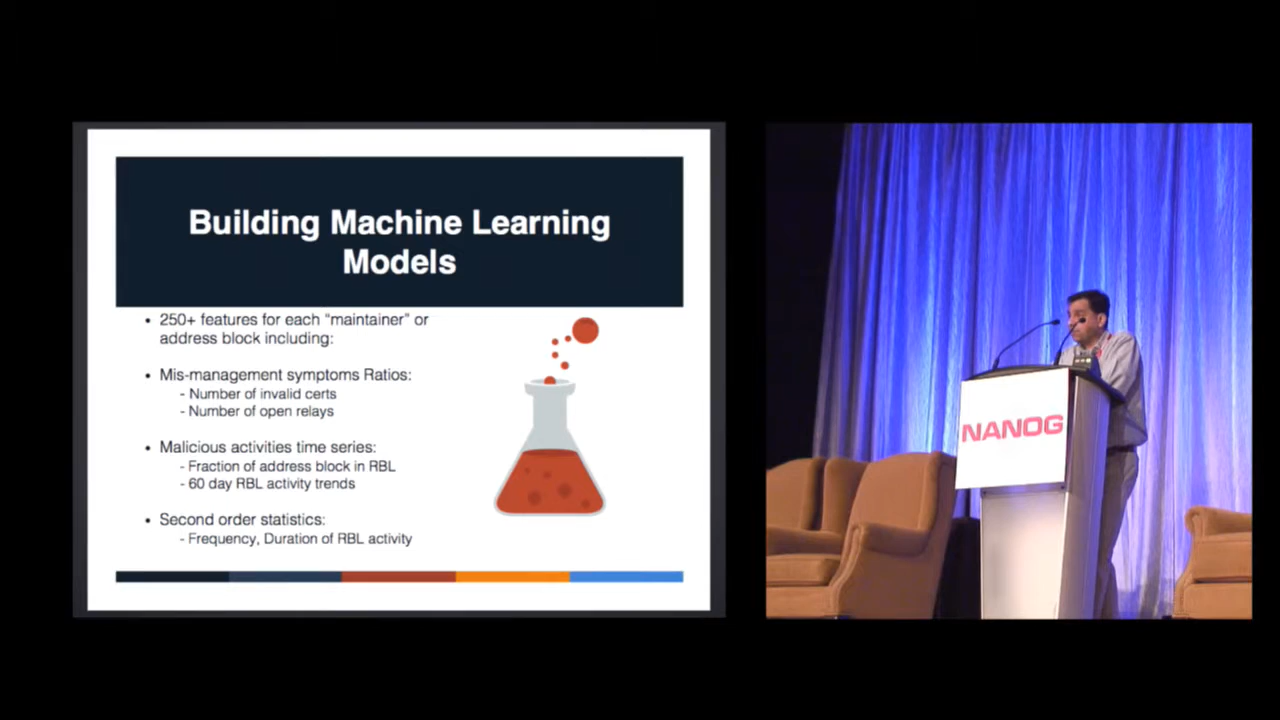 Building Machine Learning
Models
• 250+ features for each “maintainer” or
address block including:
• Mis-management symptoms Ratios:
- Number of invalid certs
- Number of open relays
• Malicious activities time series:
- Fraction of address block in RBL
- 60 day RBL activity trends
• Second order statistics:
- Frequency, Duration of RBL activity
NANOG